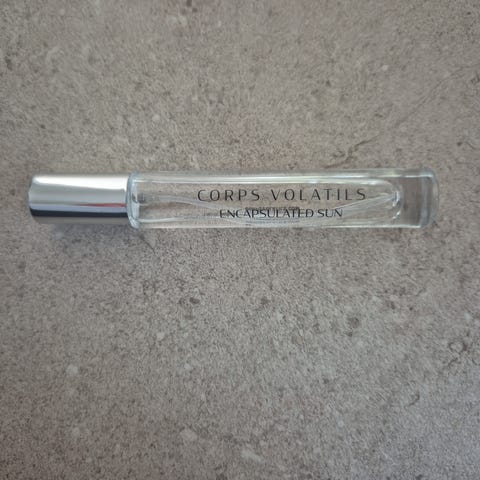 CORPS VOLATILS
ENCAPSULATED SUN